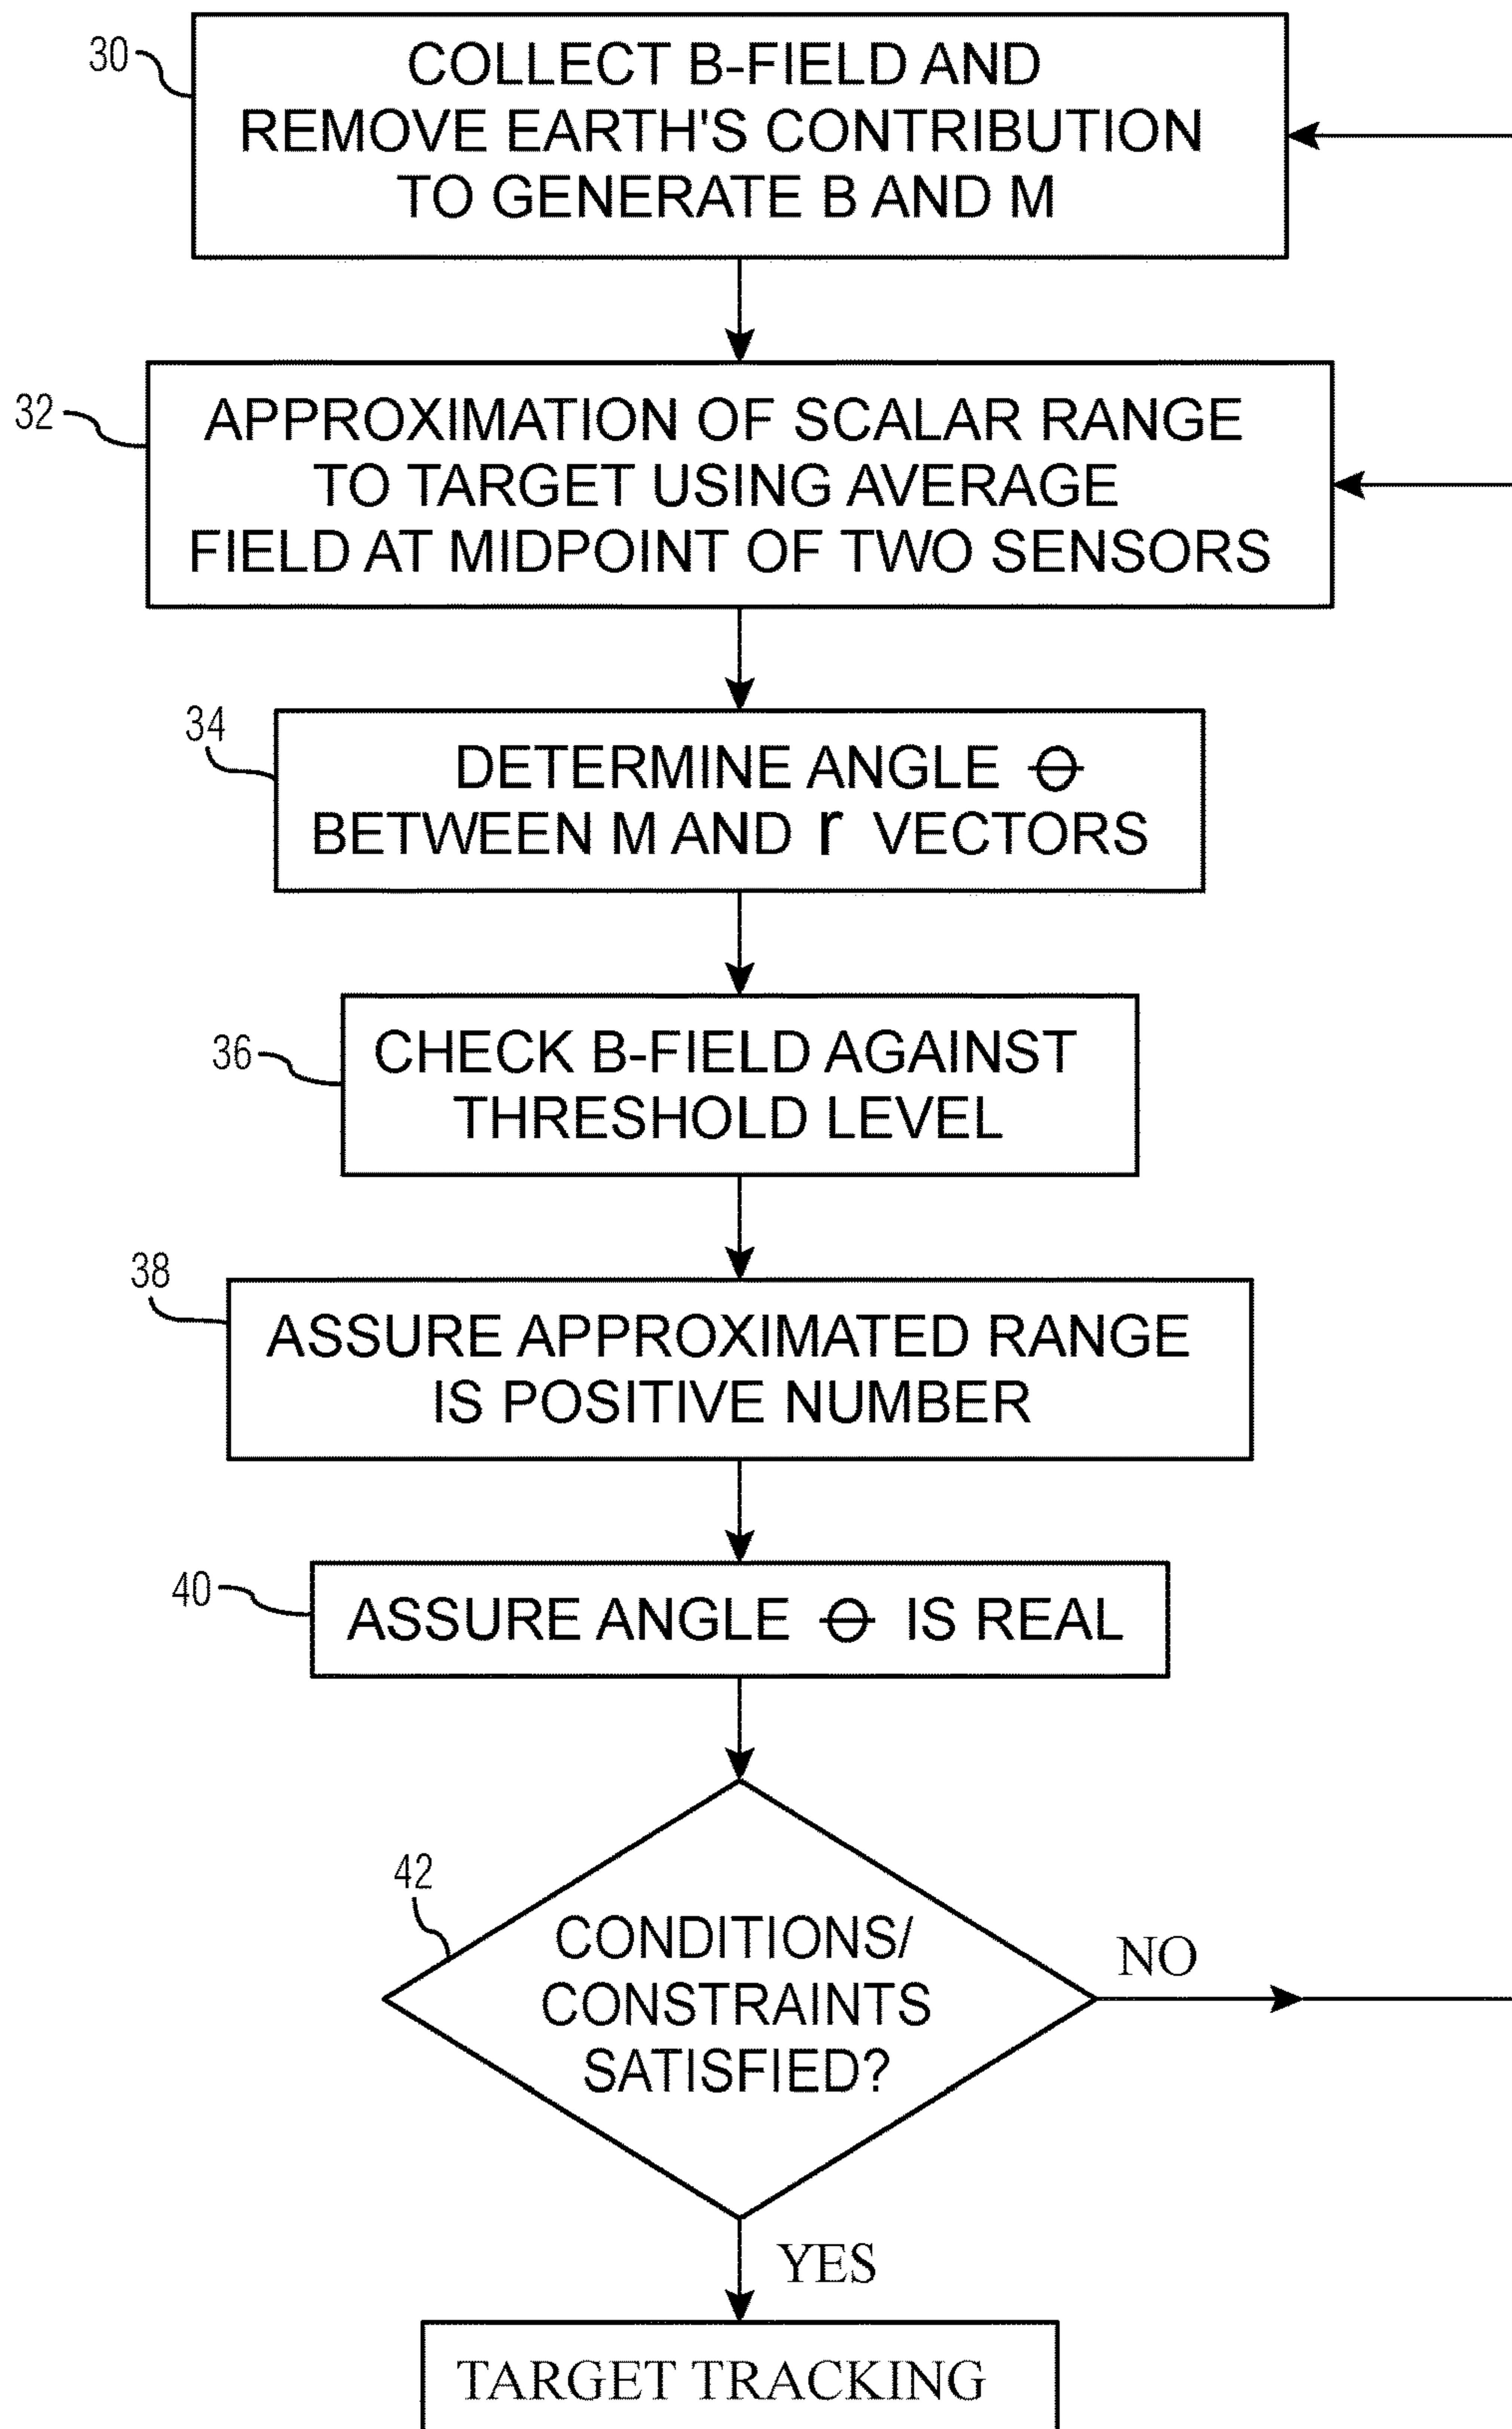 30
COLLECT B-FIELD AND
REMOVE EARTH'S CONTRIBUTION
TO GENERATE B AND M
32
APPROXIMATION OF SCALAR RANGE
TO TARGET USING AVERAGE
FIELD AT MIDPOINT OF TWO SENSORS
34
DETERMINE ANGLE Θ
BETWEEN M AND r VECTORS
36
CHECK B-FIELD AGAINST
THRESHOLD LEVEL
38
ASSURE APPROXIMATED RANGE
IS POSITIVE NUMBER
40
ASSURE ANGLE Θ IS REAL
42
CONDITIONS/
CONSTRAINTS
SATISFIED?
NO
YES
TARGET TRACKING